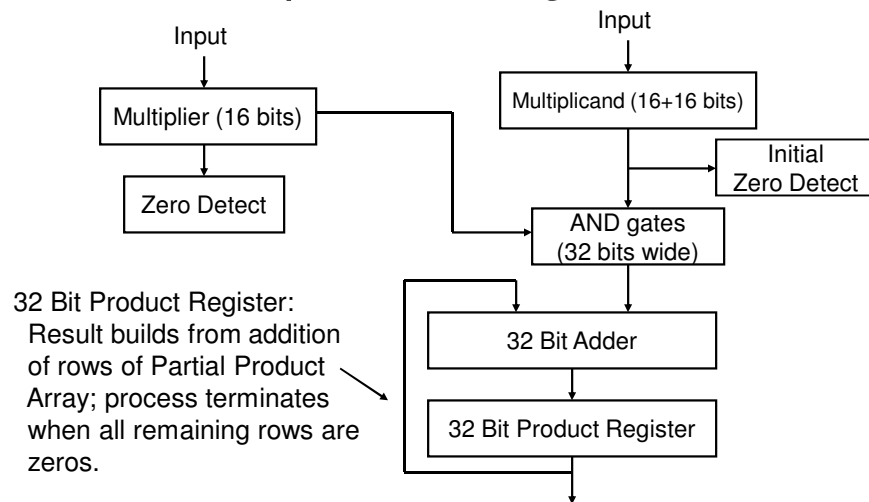 Input
Input
Multiplier (16 bits)
Multiplicand (16+16 bits)
Initial
Zero Detect
Zero Detect
AND gates
(32 bits wide)
32 Bit Product Register:
Result builds from addition
of rows of Partial Product
Array; process terminates
when all remaining rows are
zeros.
32 Bit Adder
32 Bit Product Register